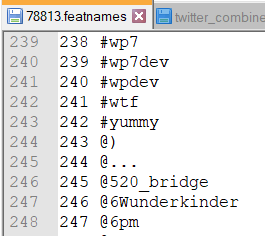 78813.featnames
twitter_combine
239 238 #wp7
240 239 #wp7dev
241 240 #wpdev
242 241 #wtf
243 242 #yummy
244 243 @)
245 244 @...
246 245 @520_bridge
247 246 @6Wunderkinder
248 247 @6pm